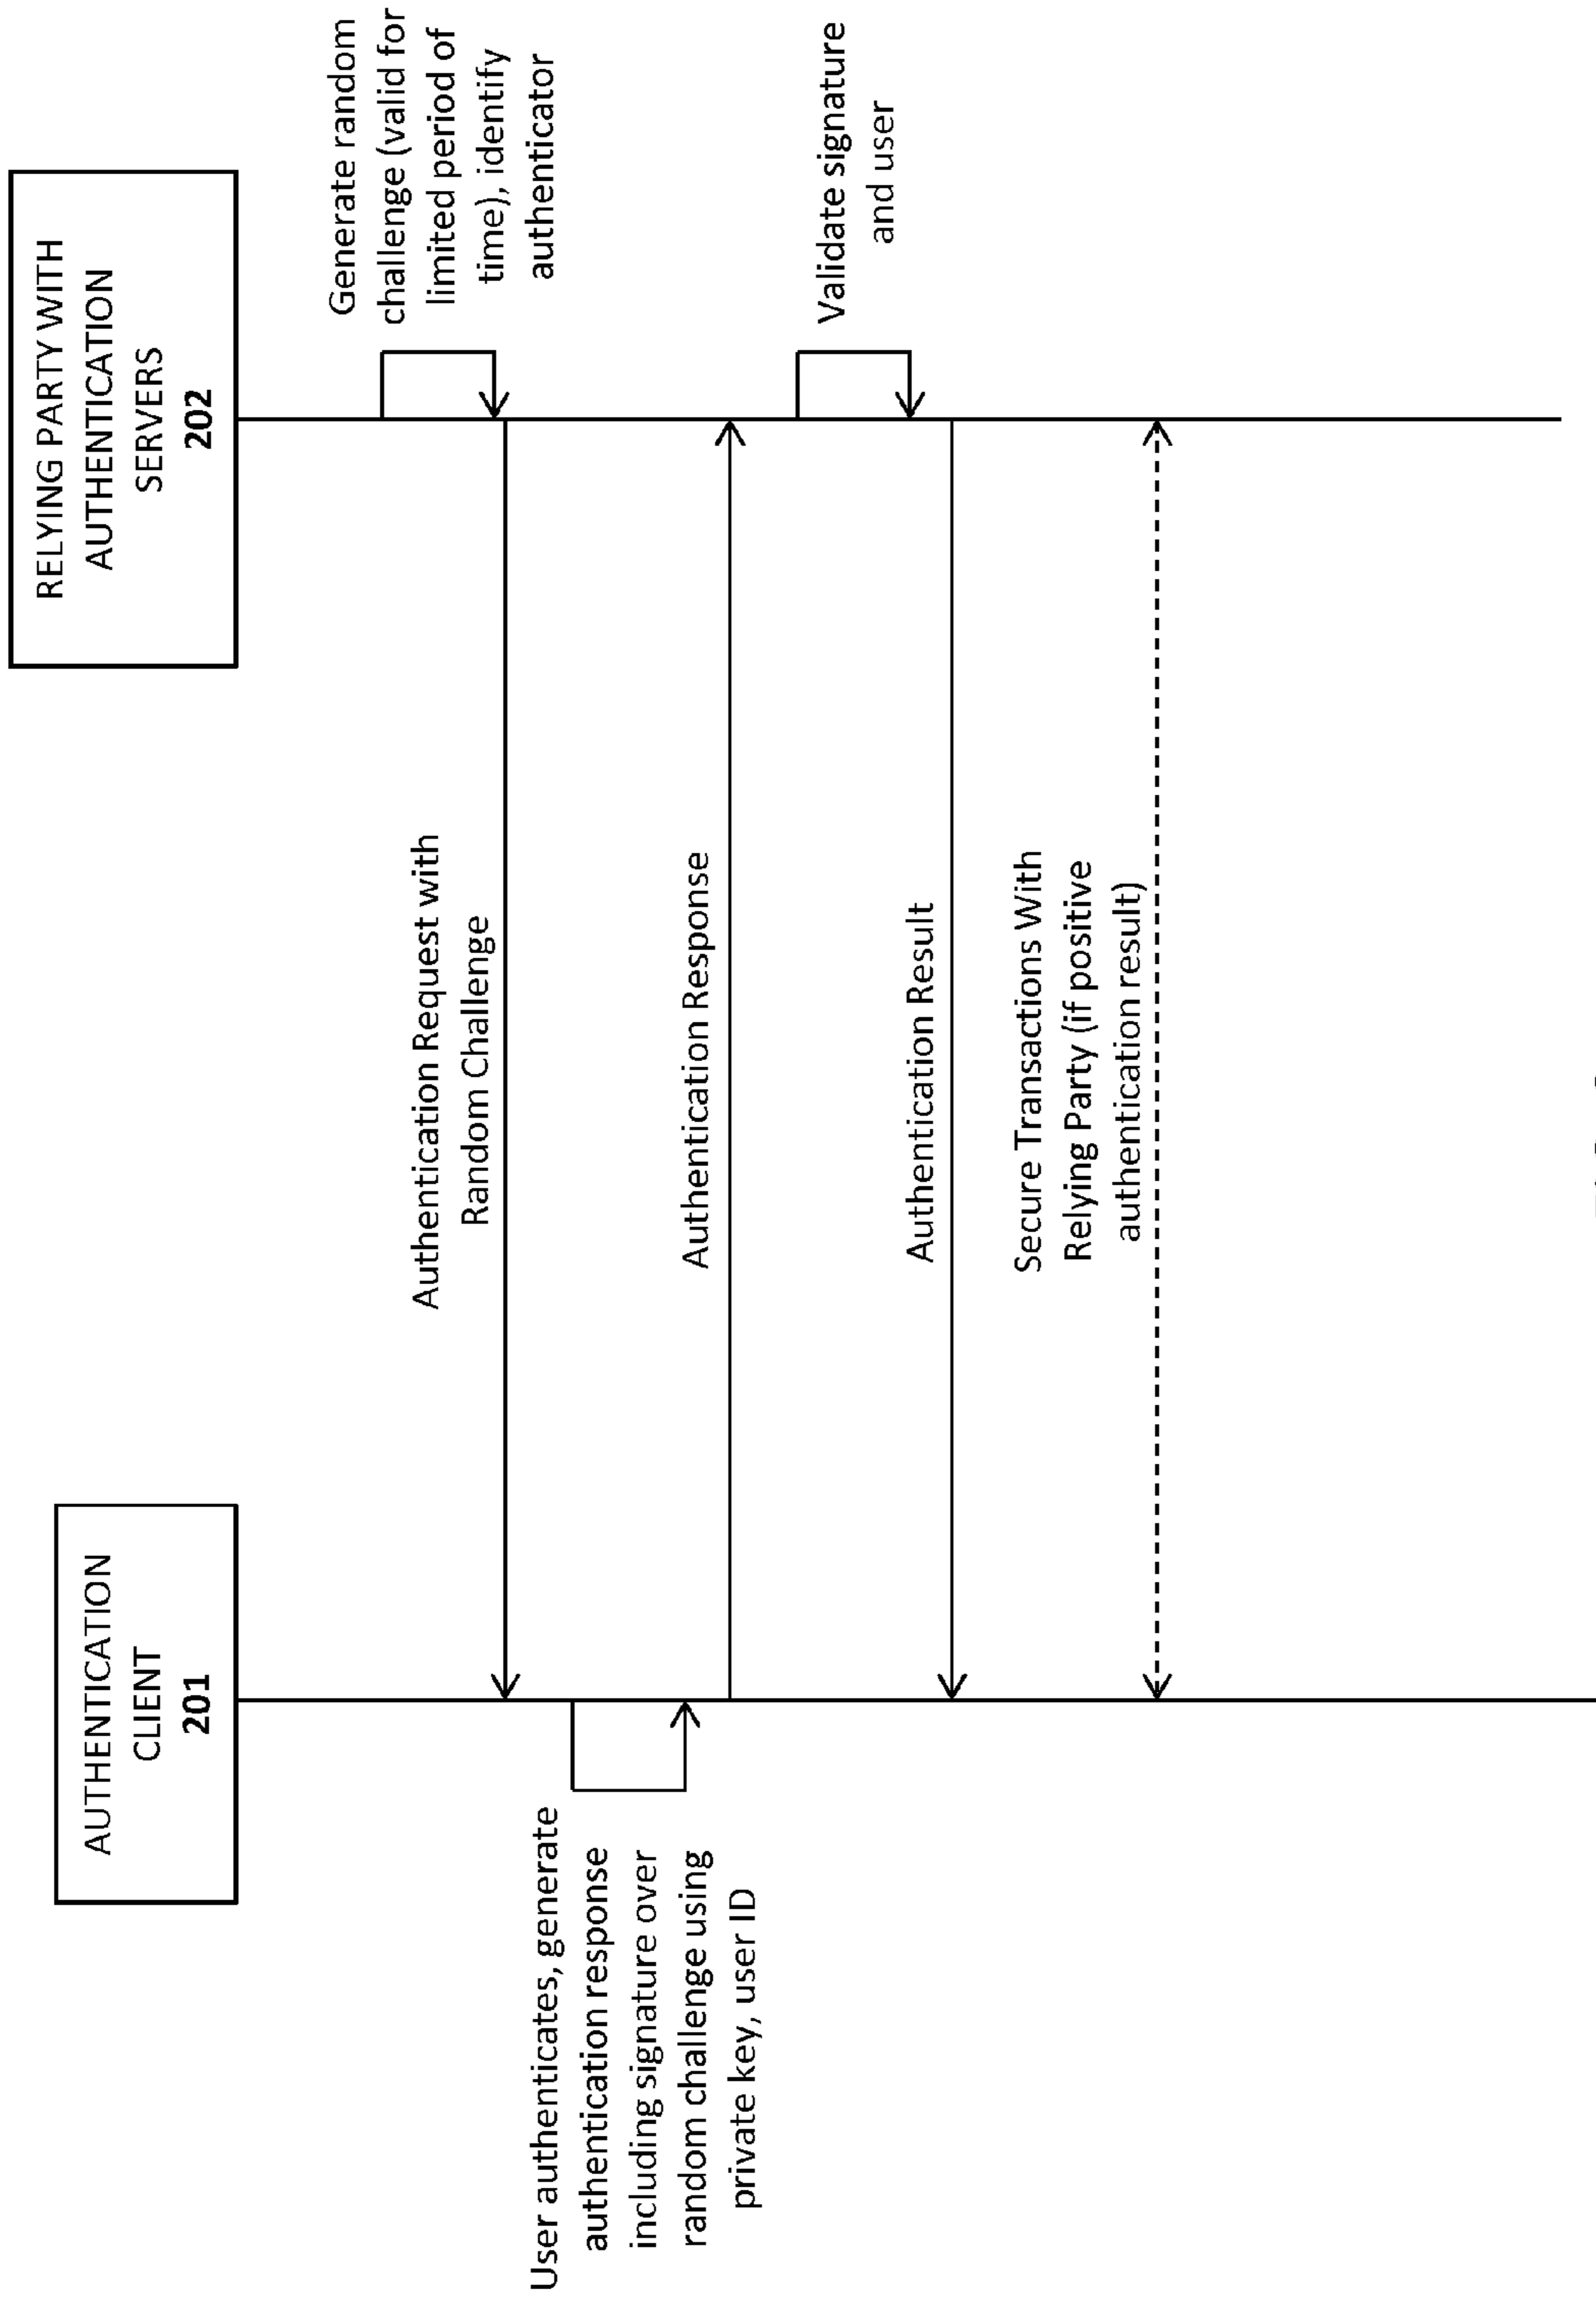 AUTHENTICATION
CLIENT
201
RELYING PARTY WITH
AUTHENTICATION
SERVERS
202
Generate random
challenge (valid for
limited period of
time), identify
authenticator
Authentication Request with
Random Challenge
User authenticates, generate
authentication response
including signature over
random challenge using
private key, user ID
Authentication Response
Validate signature
and user
Authentication Result
Secure Transactions With
Relying Party (if positive
authentication result)